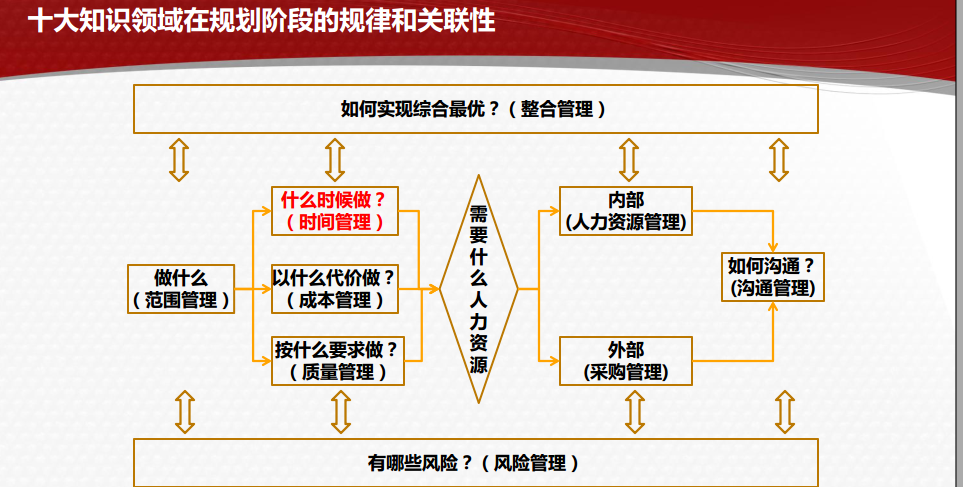 十大知识领域在规划阶段的规律和关联性
如何实现综合最优？（整合管理）
什么时候做？
（时间管理）
做什么
（范围管理）
以什么代价做？
（成本管理）
按什么要求做？
（质量管理）
需要什么人力资源
内部
(人力资源管理)
外部
(采购管理)
如何沟通？
(沟通管理)
有哪些风险？（风险管理）